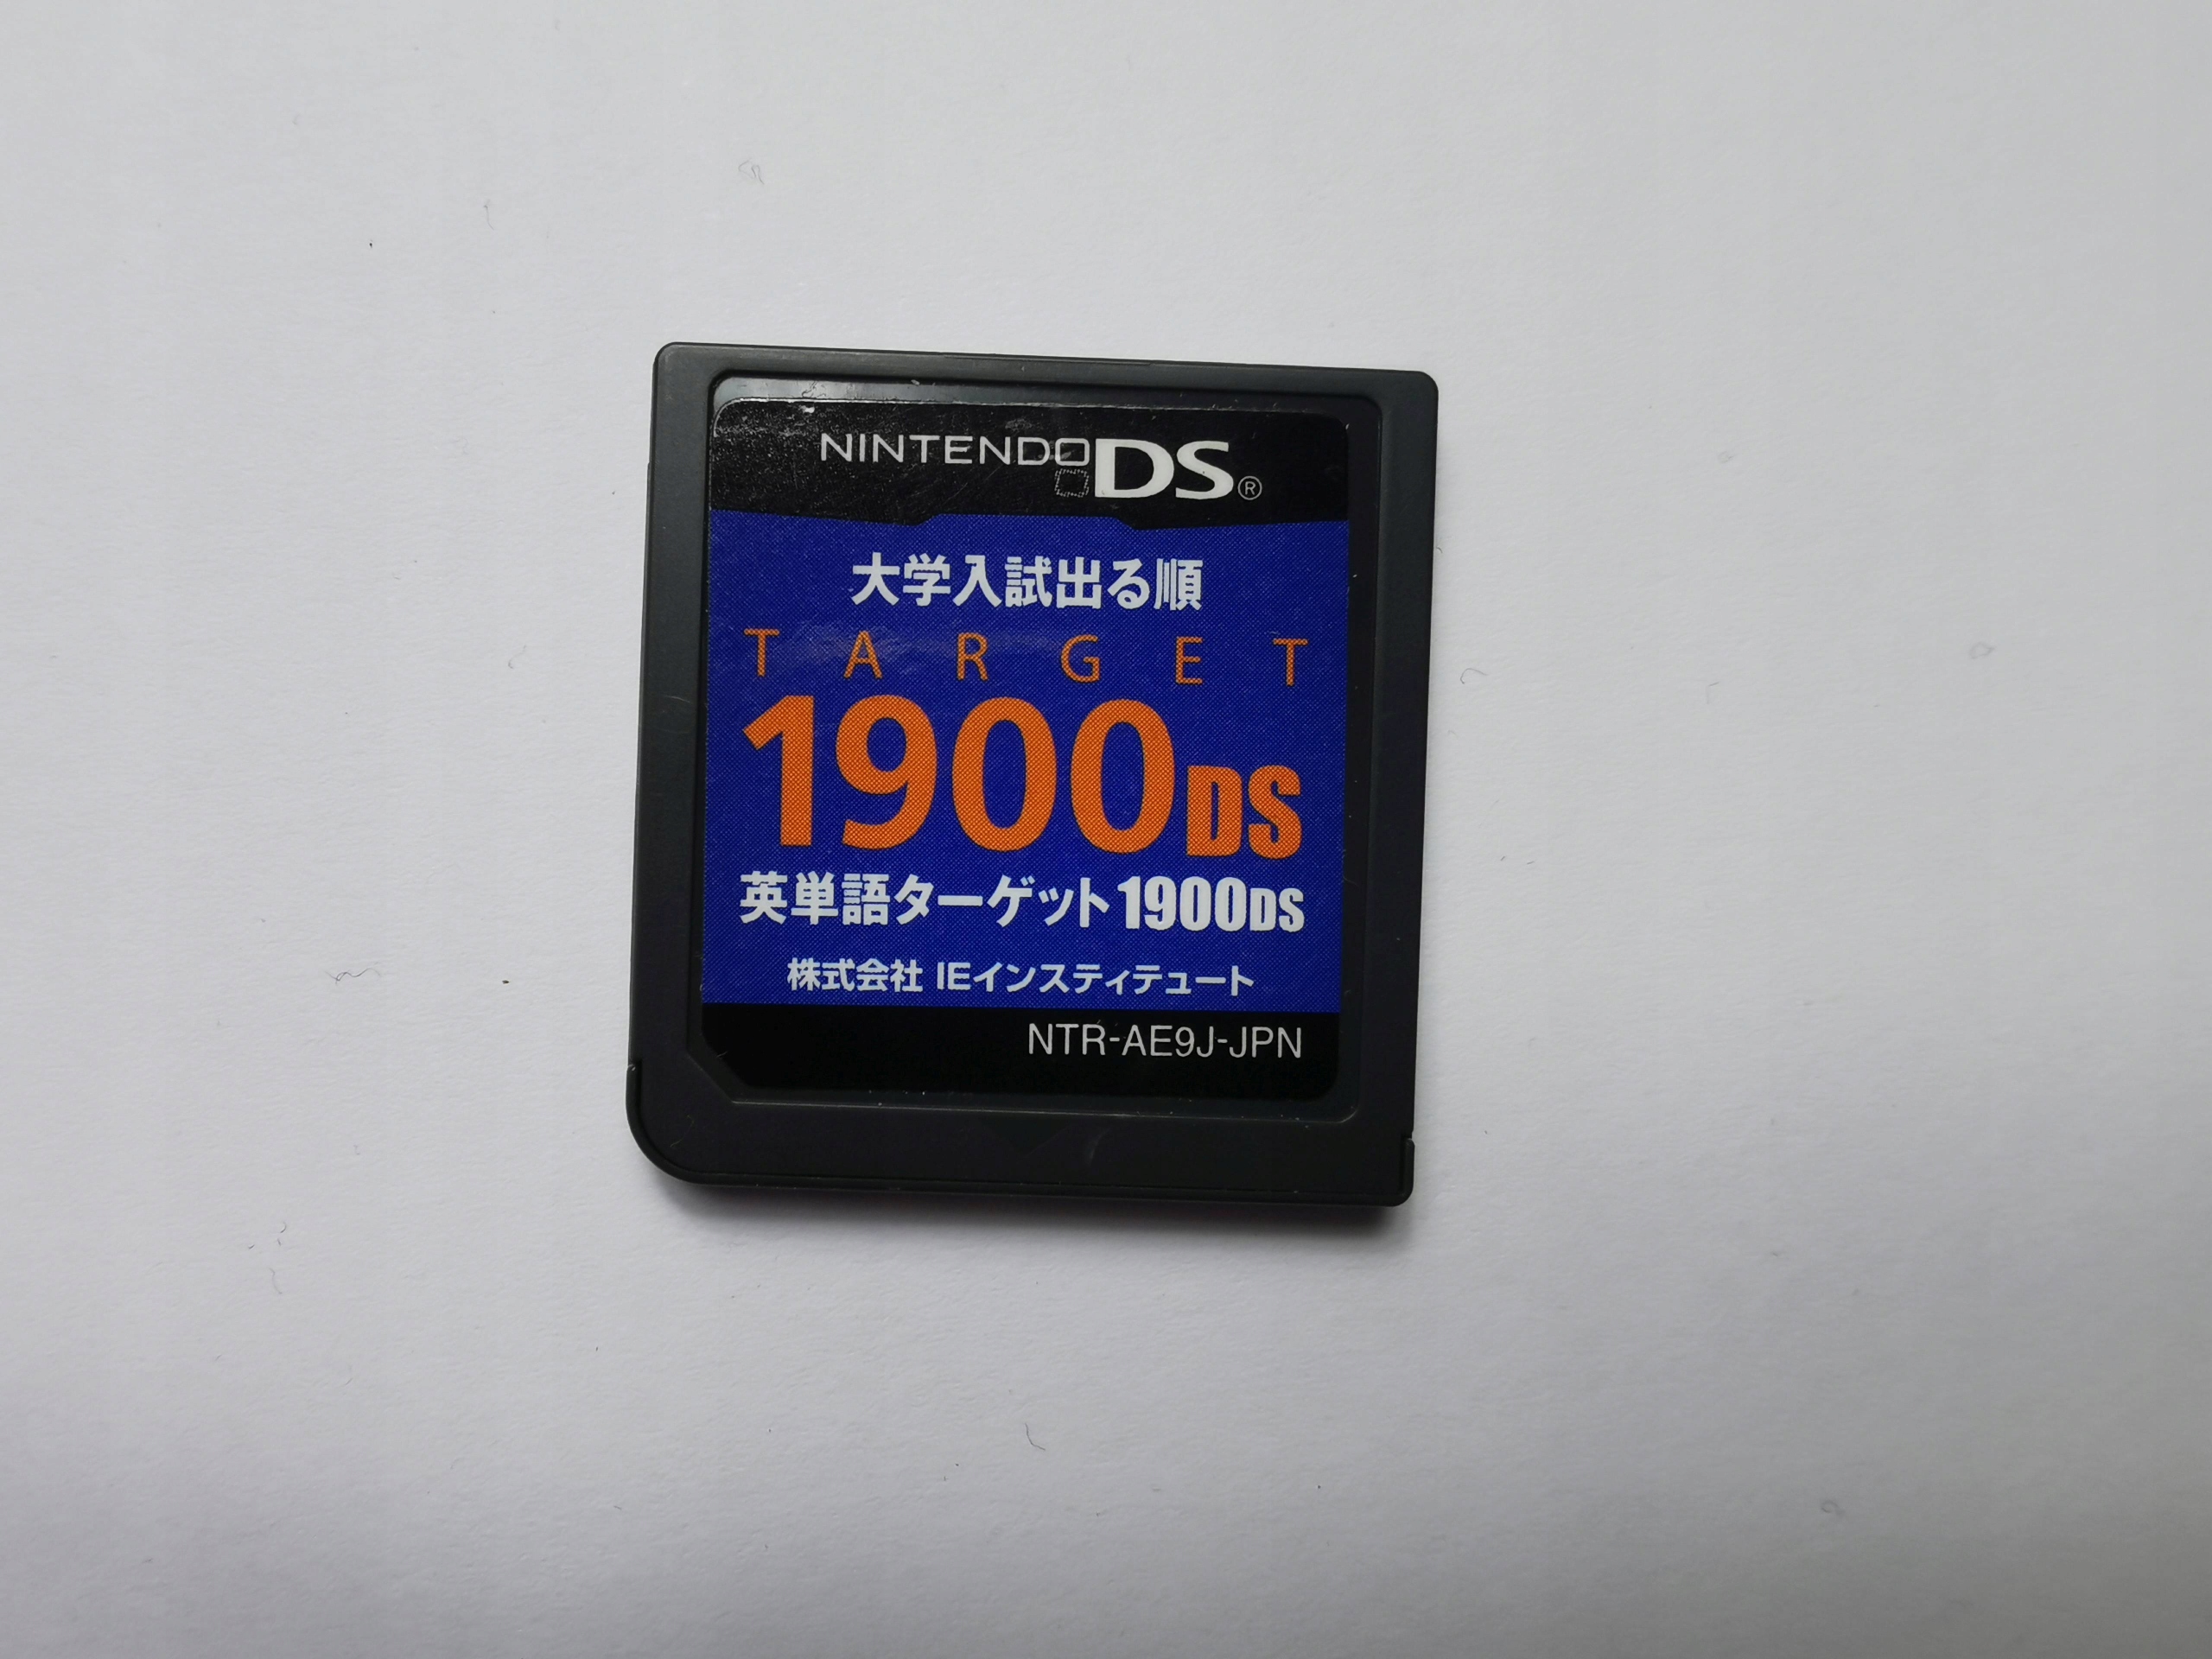 NINTENDO DS®
大学入試出る順
TARGET
1900DS
英単語ターゲット1900DS
株式会社 IEインスティテュート
NTR-AE9J-JPN